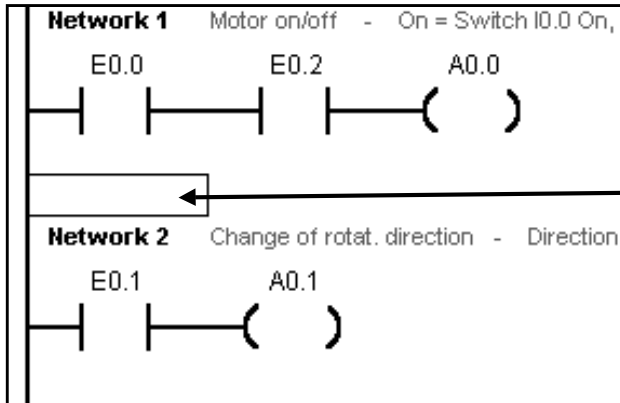 Network 1 Motor on/off - On = Switch I0.0 On,
E0.0 E0.2 A0.0
Network 2 Change of rotat. direction - Direction
E0.1 A0.1